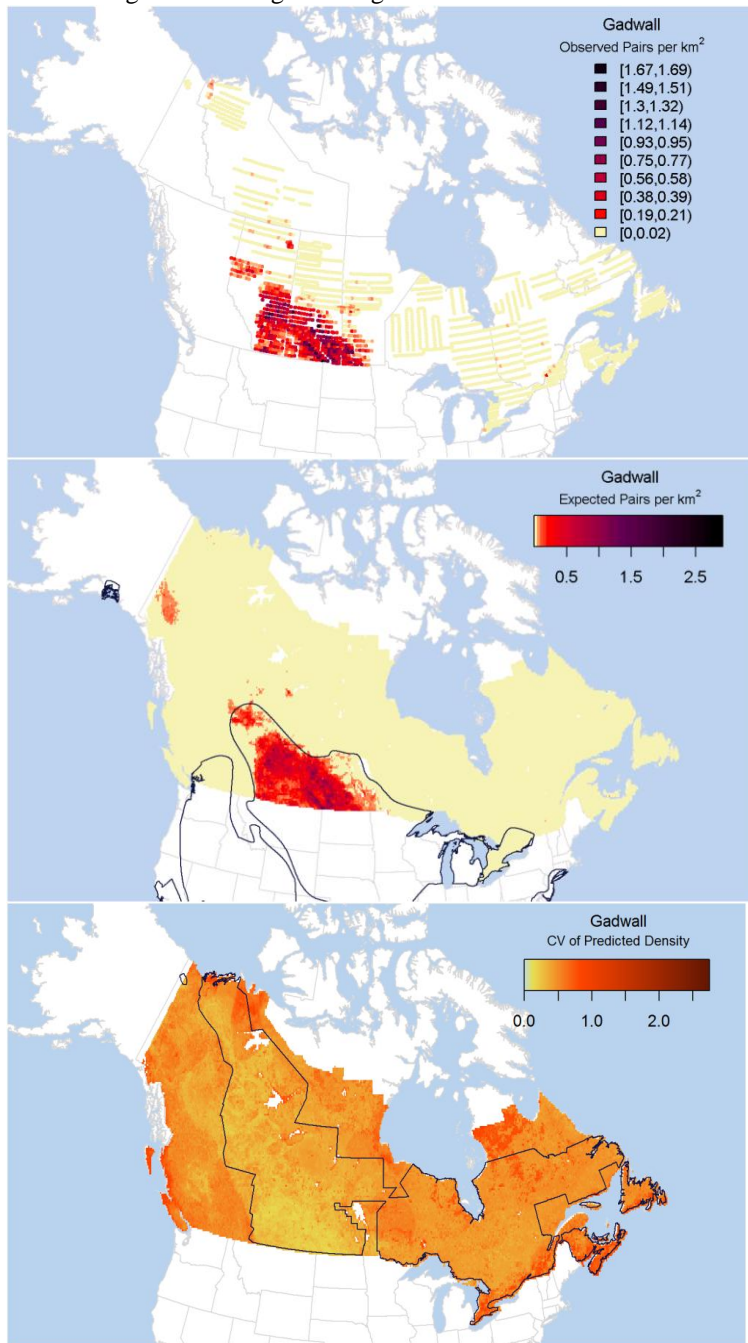 Gadwall
Observed Pairs per km2
[1.67,1.69)
[1.49,1.51)
[1.3,1.32)
[1.12,1.14)
[0.93,0.95)
[0.75,0.77)
[0.56,0.58)
[0.38,0.39)
[0.19,0.21)
[0,0.02)
Gadwall
Expected Pairs per km2
0.5 1.5 2.5
Gadwall
CV of Predicted Density
0.0 1.0 2.0